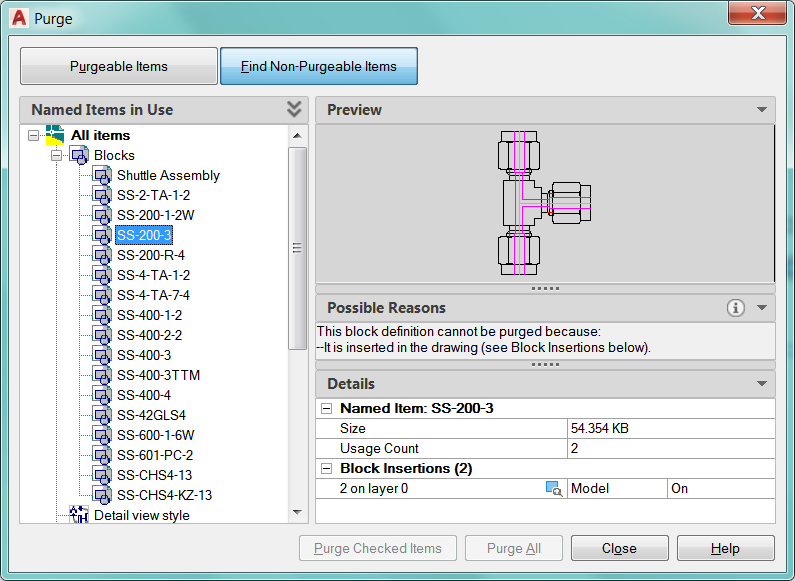 Purge
Purgeable Items
Find Non-Purgeable Items
Named Items in Use
All items
Blocks
Shuttle Assembly
SS-2-TA-1-2
SS-200-1-2W
SS-200-3
SS-200-R-4
SS-4-TA-1-2
SS-4-TA-7-4
SS-400-1-2
SS-400-2-2
SS-400-3
SS-400-3TTM
SS-400-4
SS-42GLS4
SS-600-1-6W
SS-601-PC-2
SS-CHS4-13
SS-CHS4-KZ-13
Detail view style
Preview
Possible Reasons
This block definition cannot be purged because:
--It is inserted in the drawing (see Block Insertions below).
Details
Named Item: SS-200-3
Size 54.354 KB
Usage Count 2
Block Insertions (2)
2 on layer 0 Model On
Purge Checked Items
Purge All
Close
Help